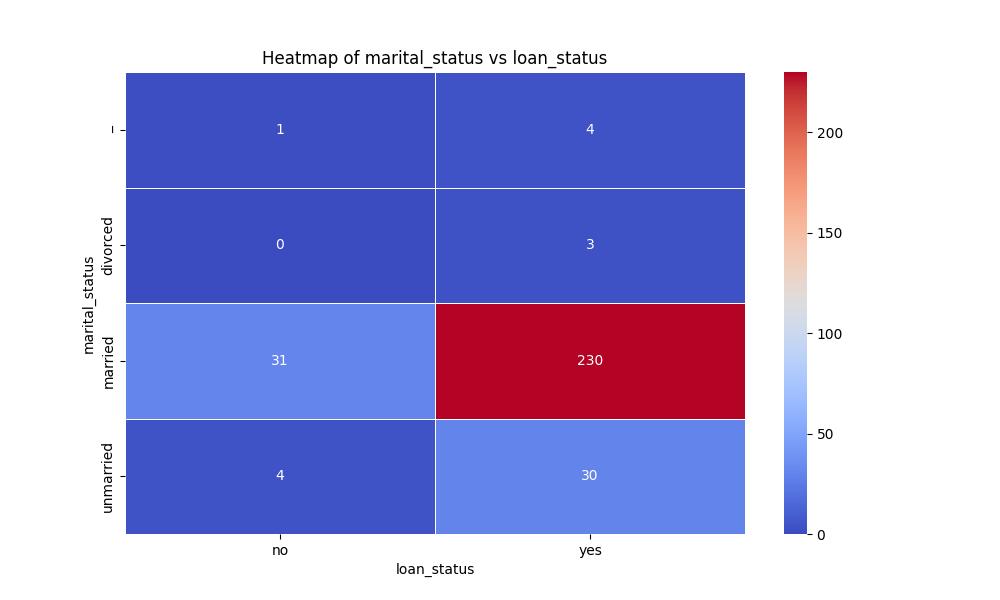 Heatmap of marital_status vs loan_status
marital_status
-
1
4
divorced
0
3
married
31
230
unmarried
4
30
no
yes
loan_status
200
150
100
50
0